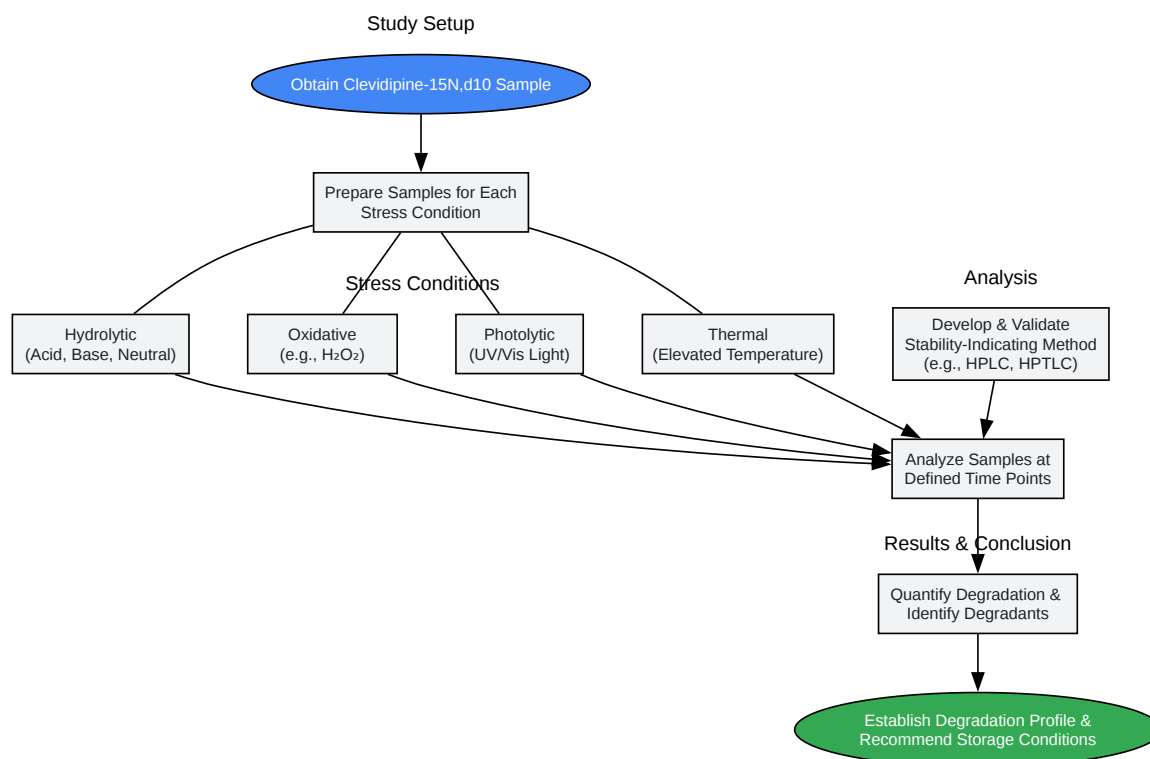 Study Setup
Obtain Clevidipine-15N,d10 Sample
Prepare Samples for Each
Stress Condition
Stress Conditions
Analysis
Hydrolytic
(Acid, Base, Neutral)
Oxidative
(e.g., H₂O₂)
Photolytic
(UV/Vis Light)
Thermal
(Elevated Temperature)
Develop & Validate
Stability-Indicating Method
(e.g., HPLC, HPTLC)
Analyze Samples at
Defined Time Points
Results & Conclusion
Quantify Degradation &
Identify Degradants
Establish Degradation Profile &
Recommend Storage Conditions